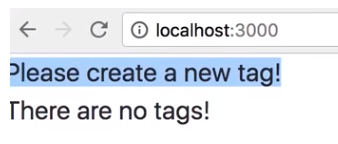 localhost:3000
Please create a new tag!
There are no tags!